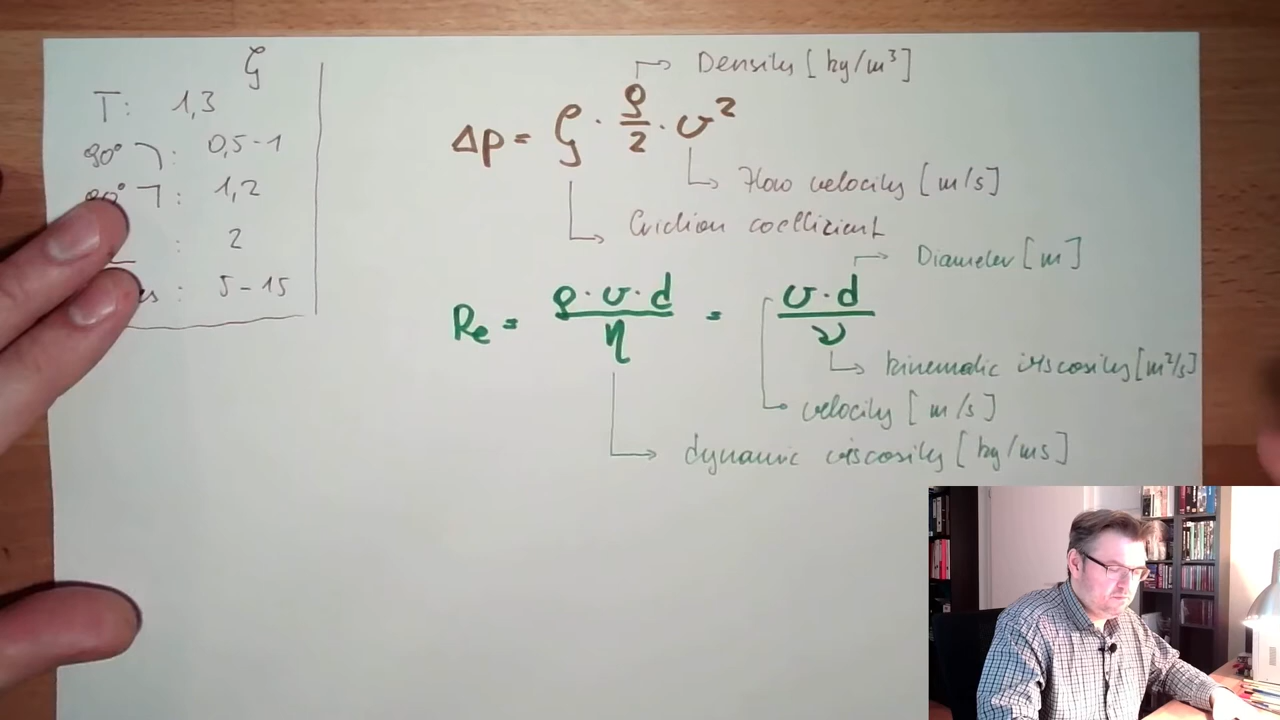 ζ
T: 1,3
90° ⌝: 0,5-1
90° ⌝: 1,2
: 2
s: 5-15
Density [kg/m³]
Δp = ζ · ρ/2 · v²
Flow velocity [m/s]
friction coefficient
Diameter [m]
Re = ρ·v·d/η = v·d/ν
kinematic viscosity [m²/s]
velocity [m/s]
dynamic viscosity [kg/ms]